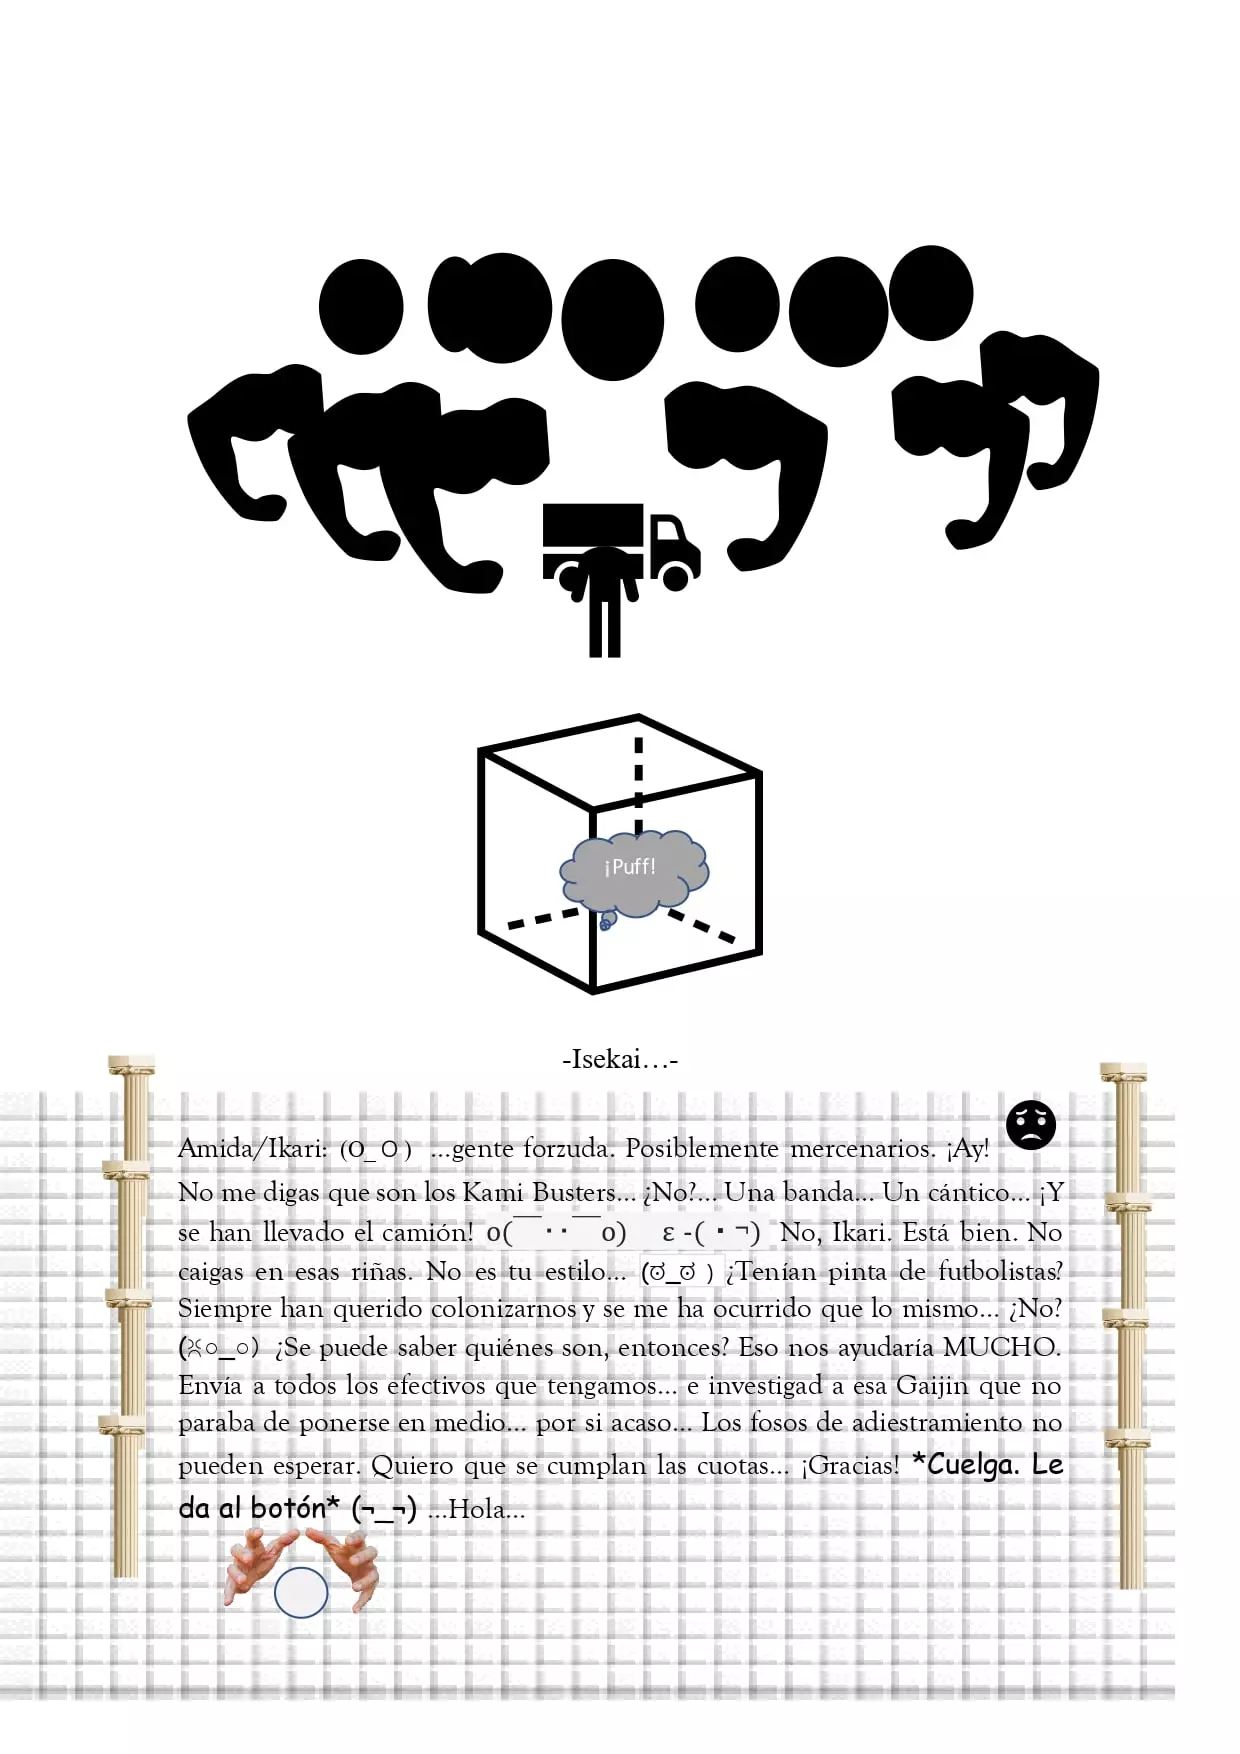 ¡Puff!
-Isekai...-
Amida/Ikari: (O_O) ...gente forzuda. Posiblemente mercenarios. ¡Ay!
No me digas que son los Kami Busters... ¿No?... Una banda... Un cántico... ¡Y
se han llevado el camión! o(￣··￣o) ε-(･¬) No, Ikari. Está bien. No
caigas en esas riñas. No es tu estilo... (ಠ_ಠ) ¿Tenían pinta de futbolistas?
Siempre han querido colonizarnos y se me ha ocurrido que lo mismo... ¿No?
(○_○) ¿Se puede saber quiénes son, entonces? Eso nos ayudaría MUCHO.
Envía a todos los efectivos que tengamos... e investigad a esa Gaijin que no
paraba de ponerse en medio... por si acaso... Los fosos de adiestramiento no
pueden esperar. Quiero que se cumplan las cuotas... ¡Gracias! *Cuelga. Le
da al botón* (¬_¬) ...Hola...